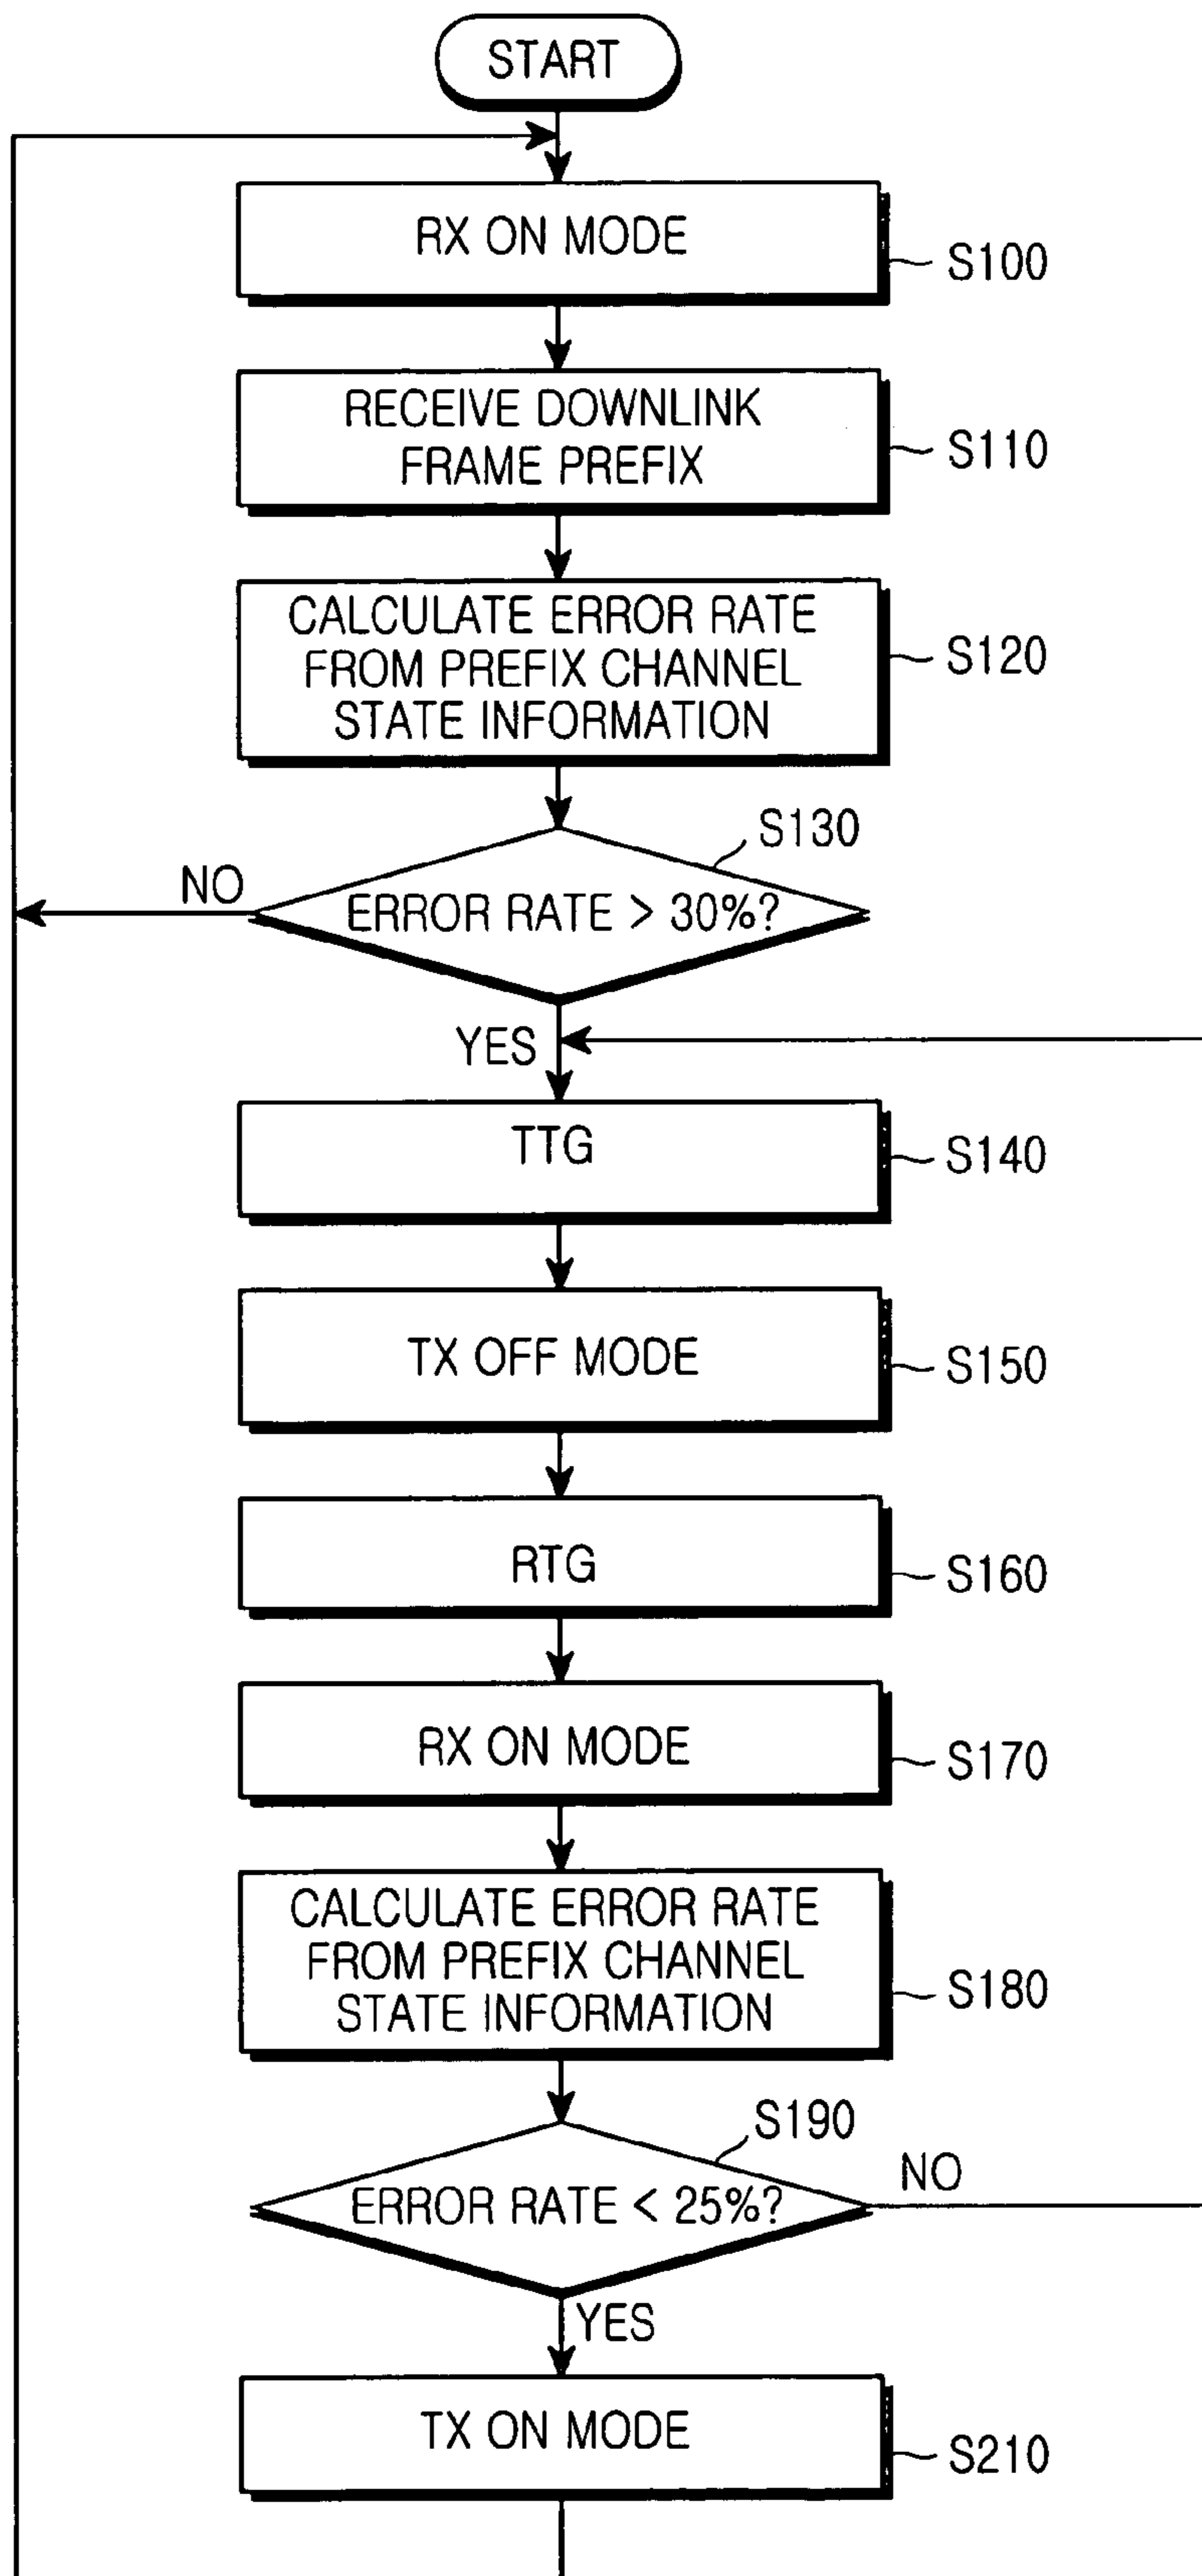 START
RX ON MODE
S100
RECEIVE DOWNLINK
FRAME PREFIX
S110
CALCULATE ERROR RATE
FROM PREFIX CHANNEL
STATE INFORMATION
S120
S130
NO
ERROR RATE > 30%?
YES
TTG
S140
TX OFF MODE
S150
RTG
S160
RX ON MODE
S170
CALCULATE ERROR RATE
FROM PREFIX CHANNEL
STATE INFORMATION
S180
S190
NO
ERROR RATE < 25%?
YES
TX ON MODE
S210